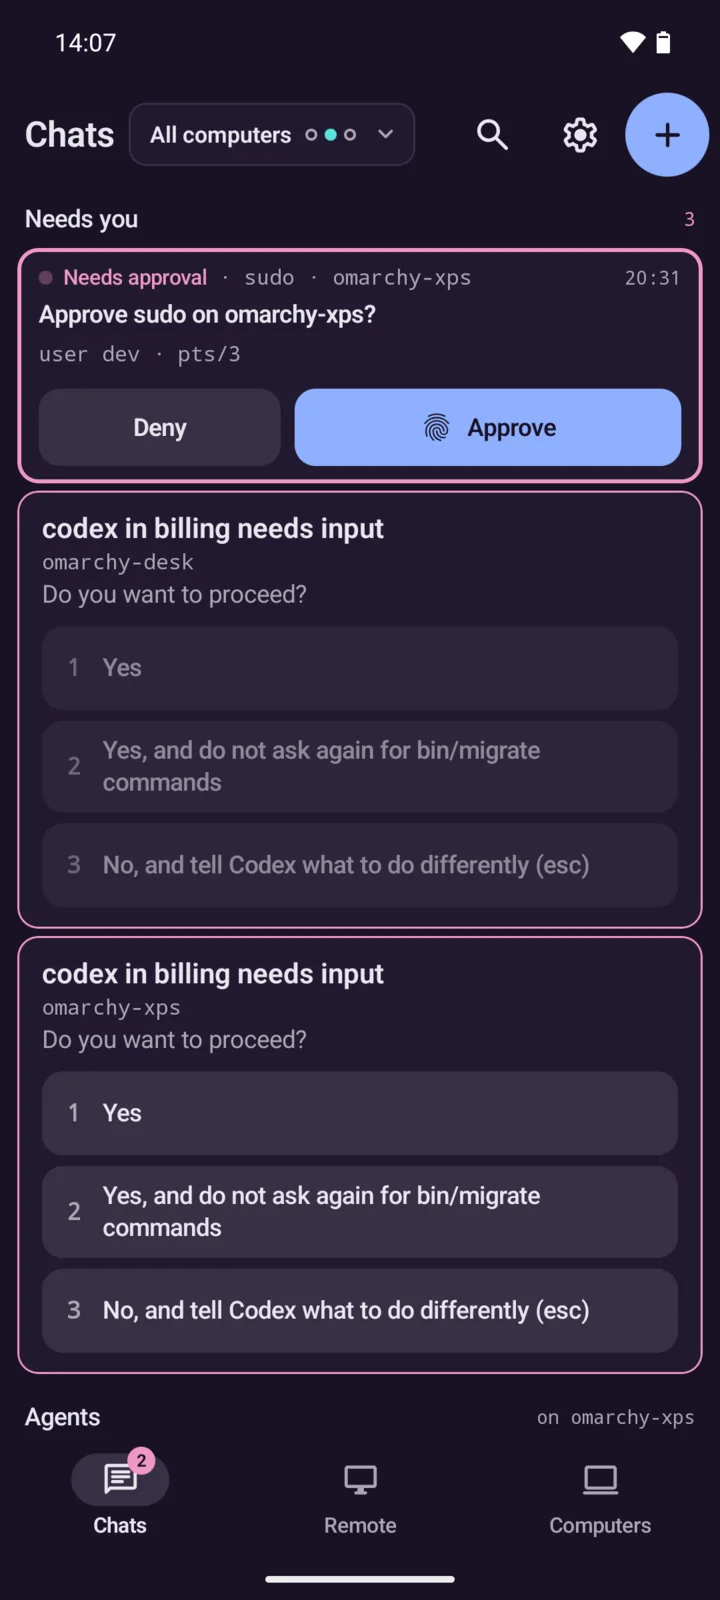 14:07
Chats
All computers
Needs you
3
Needs approval · sudo · omarchy-xps
20:31
Approve sudo on omarchy-xps?
user dev · pts/3
Deny
Approve
codex in billing needs input
omarchy-desk
Do you want to proceed?
1 Yes
2 Yes, and do not ask again for bin/migrate
commands
3 No, and tell Codex what to do differently (esc)
codex in billing needs input
omarchy-xps
Do you want to proceed?
1 Yes
2 Yes, and do not ask again for bin/migrate
commands
3 No, and tell Codex what to do differently (esc)
Agents
on omarchy-xps
2
Chats
Remote
Computers